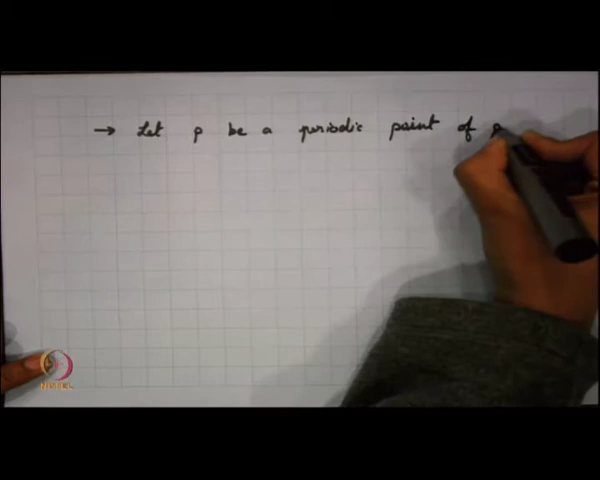 → Let p be a periodic point of p